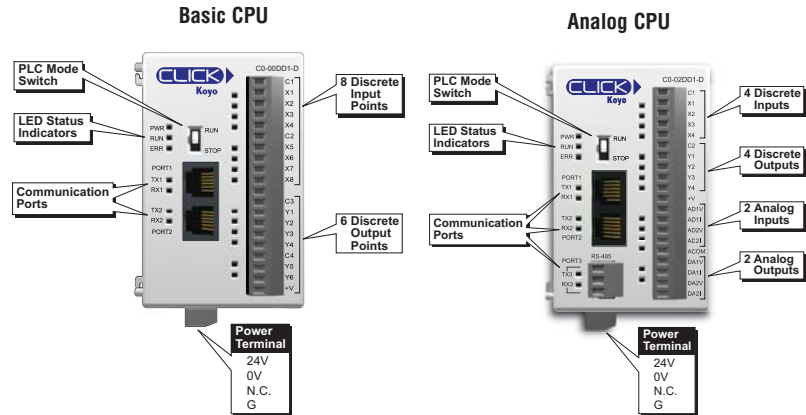 Basic CPU
PLC Mode
Switch
LED Status
Indicators
Communication
Ports
CLICK
Koyo
C0-00DD1-D
PWR
RUN
ERR
RUN
STOP
PORT1
TX1
RX1
TX2
RX2
PORT2
C1
X1
X2
X3
X4
C2
X5
X6
X7
X8
C3
Y1
Y2
Y3
Y4
C4
Y5
Y6
+V
8 Discrete
Input
Points
6 Discrete
Output
Points
Power
Terminal
24V
0V
N.C.
G
Analog CPU
PLC Mode
Switch
LED Status
Indicators
Communication
Ports
CLICK
Koyo
C0-02DD1-D
PWR
RUN
ERR
RUN
STOP
PORT1
TX1
RX1
TX2
RX2
PORT2
PORT3
RS-485
TX3
RX3
C1
X1
X2
X3
X4
C2
Y1
Y2
Y3
Y4
+V
AD1V
AD1I
AD2V
AD2I
ACOM
DA1V
DA1I
DA2V
DA2I
4 Discrete
Inputs
4 Discrete
Outputs
2 Analog
Inputs
2 Analog
Outputs
Power
Terminal
24V
0V
N.C.
G